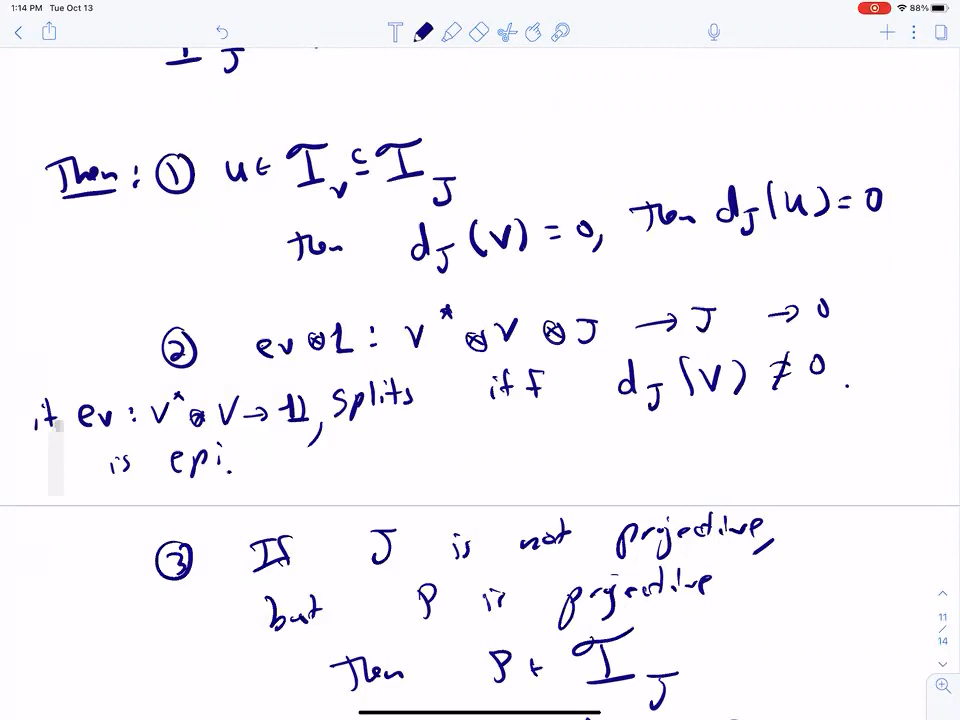 1:14 PM Tue Oct 13
88%
I_J
Then: ① U ∈ I_V ⊆ I_J
then d_J(V) = 0, then d_J(U) = 0
② ev⊗1 : V* ⊗ V ⊗ J → J → 0
if ev: V* ⊗ V → 𝟙, splits iff d_J(V) ≠ 0.
is epi.
③ If J is not projective,
but P is projective
then P ∈ I_J
11
/
14